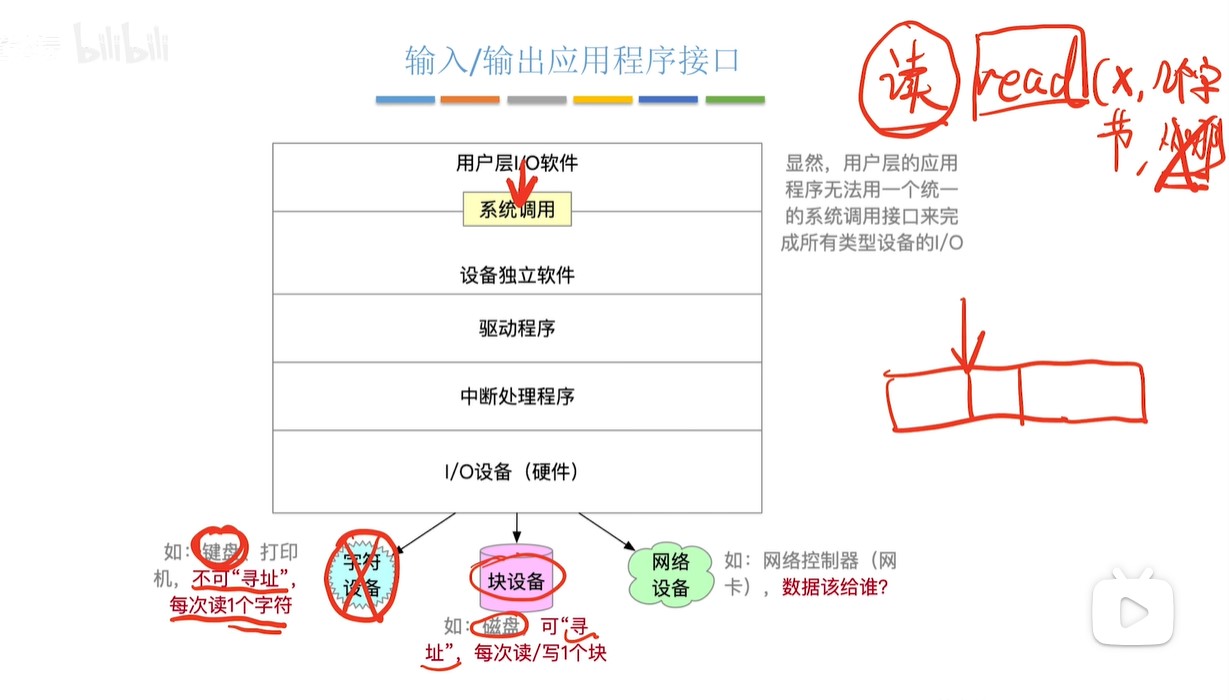 bilibili
输入/输出应用程序接口
读 read (x, 几个字
节,
用户层I/O软件
系统调用
设备独立软件
驱动程序
中断处理程序
I/O设备（硬件）
显然，用户层的应用
程序无法用一个统一
的系统调用接口来完
成所有类型设备的I/O
如：键盘、打印
机，不可“寻址”，
每次读1个字符
字符
设备
块设备
如：磁盘，可“寻
址”，每次读/写1个块
网络
设备
如：网络控制器（网
卡），数据该给谁？